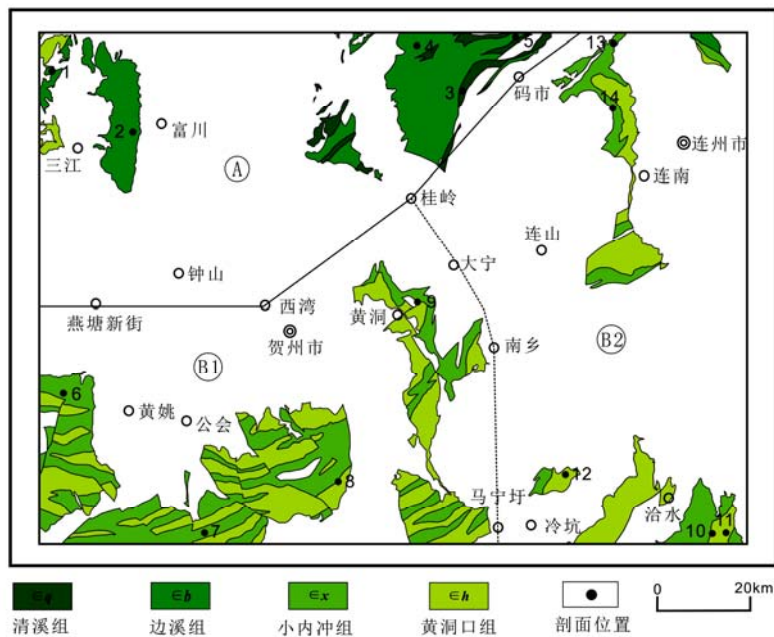 1
4
5
13
富川
2
3
码市
14
连州市
三江
A
连南
桂岭
连山
大宁
钟山
燕塘新街
西湾
黄洞
9
贺州市
南乡
B2
B1
6
黄姚
公会
8
马宁圩
12
洽水
7
冷坑
10
11
∈q
∈b
∈x
∈h
0
20km
清溪组
边溪组
小内冲组
黄洞口组
剖面位置